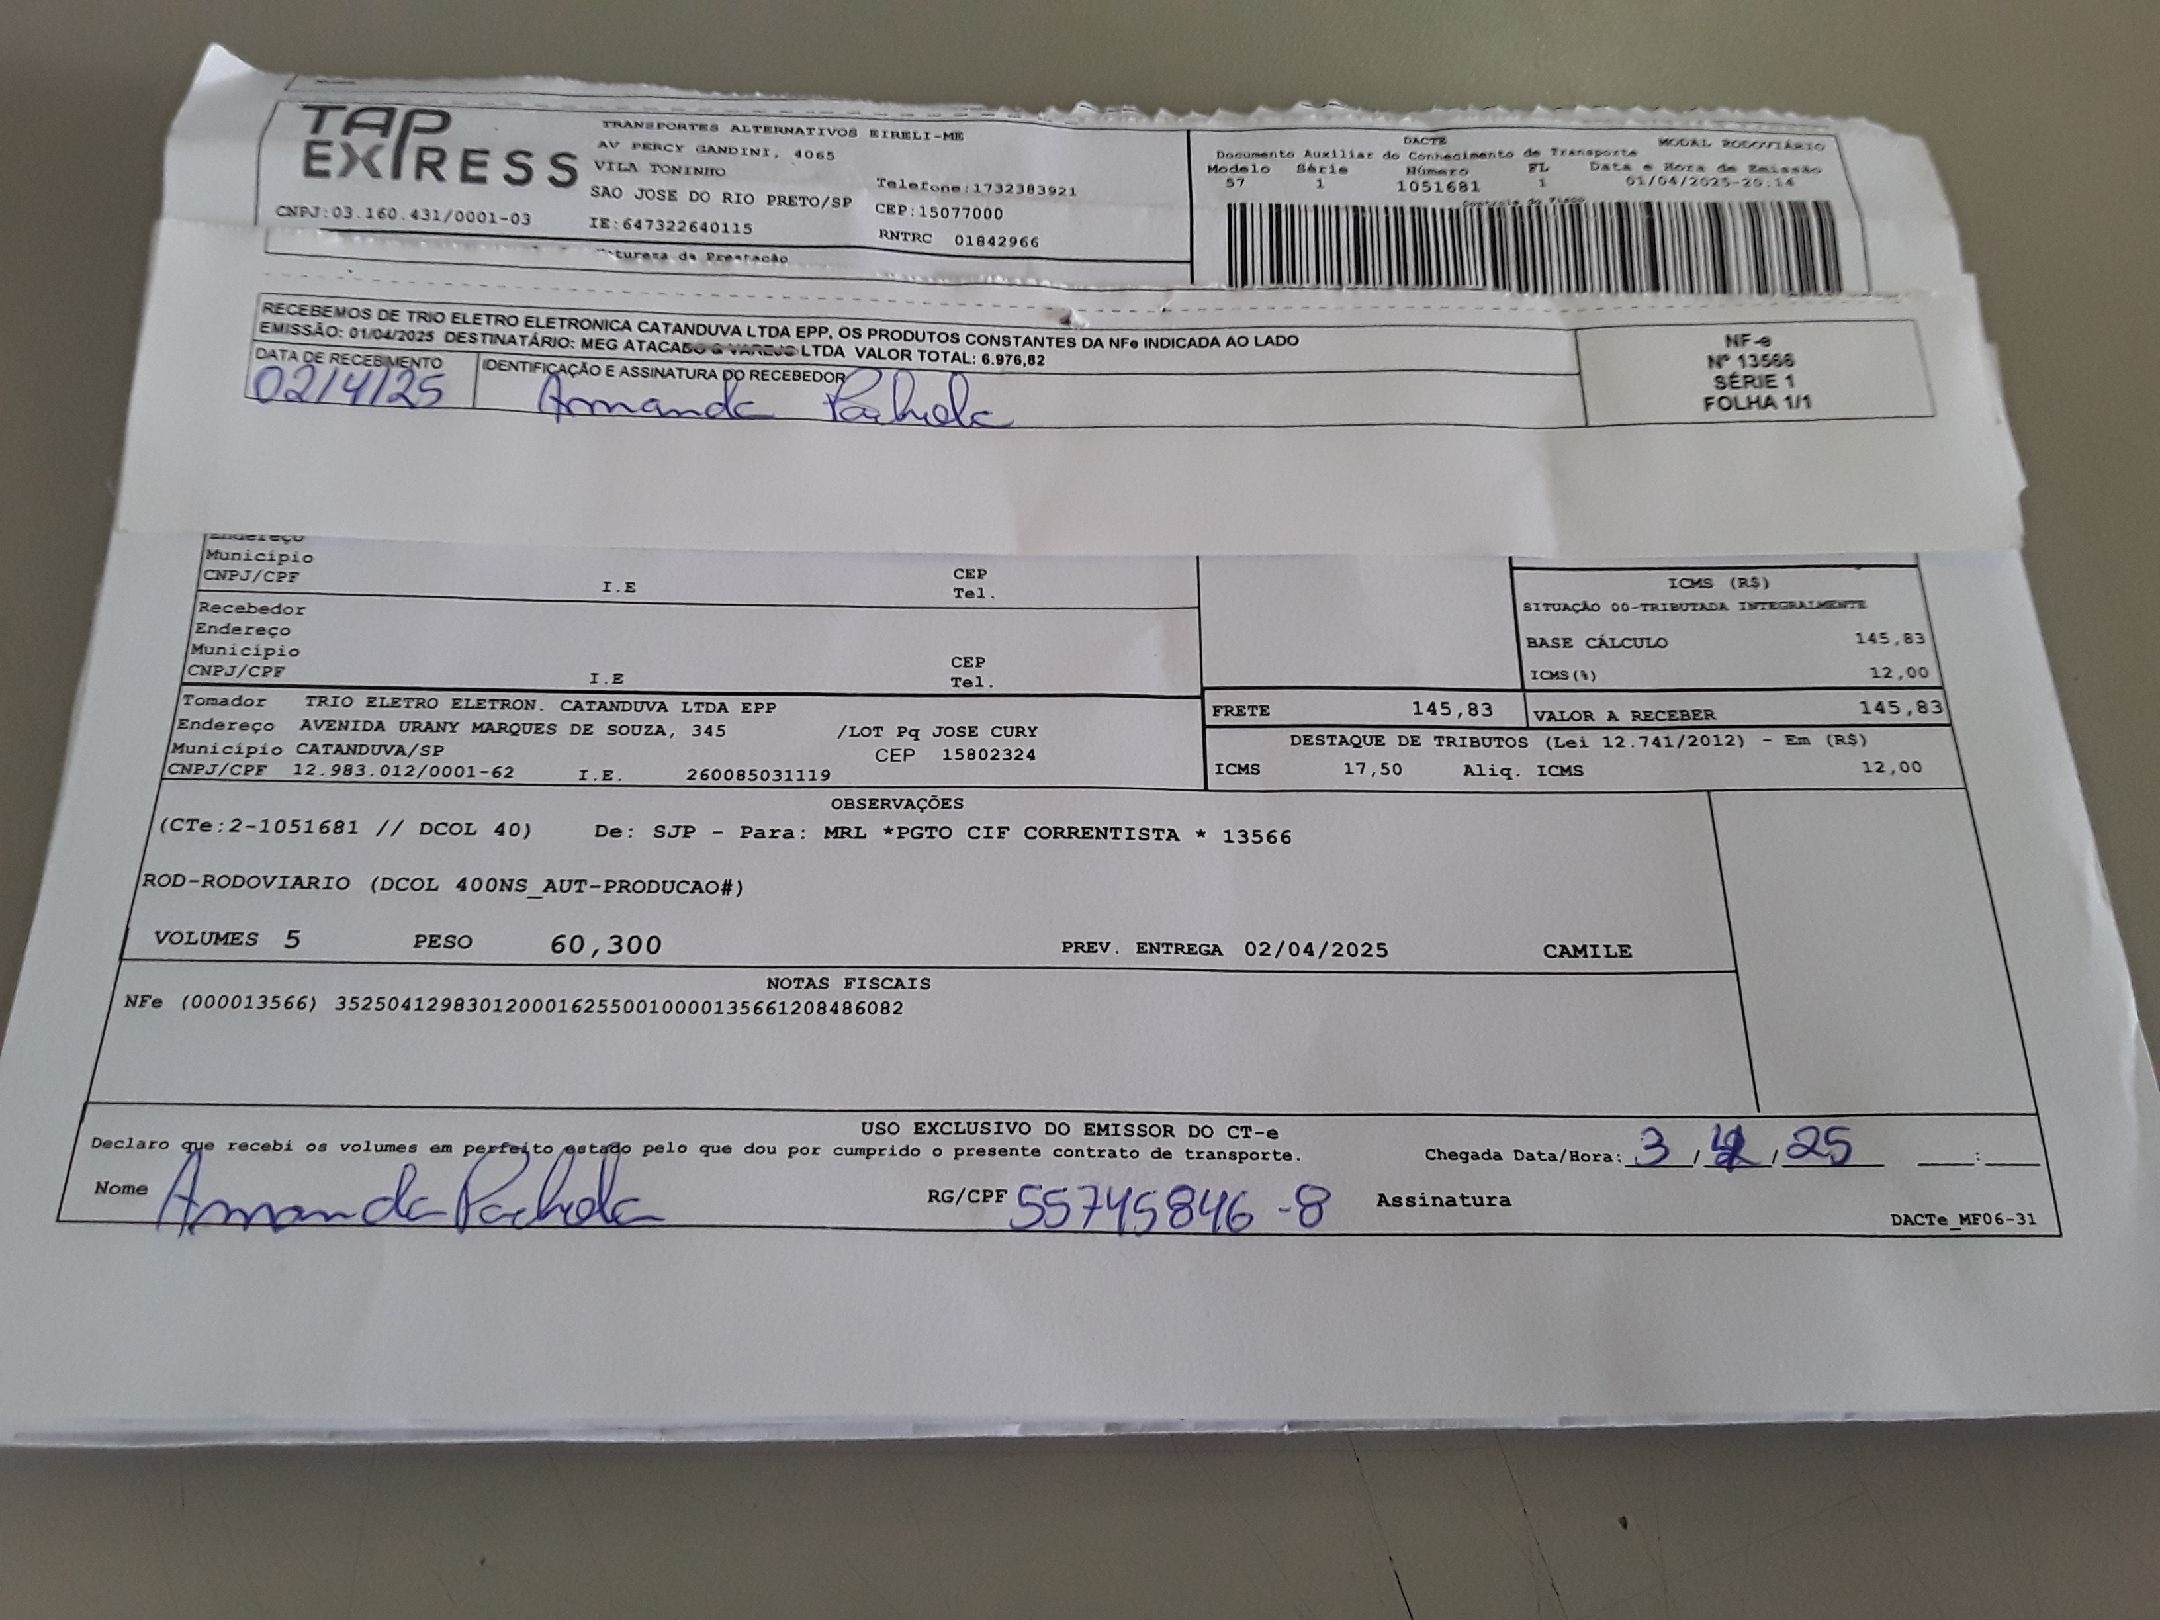 TAP EXPRESS
TRANSPORTES ALTERNATIVOS EIRELI-ME
AV PERCY GANDINI, 4065
VILA TONINHO
SAO JOSE DO RIO PRETO/SP
Telefone:1732383921
CEP:15077000
CNPJ:03.160.431/0001-03
IE:647322640115
RNTRC 01842966
DACTE MODAL RODOVIÁRIO
Documento Auxiliar do Conhecimento de Transporte
Modelo Série Número FL Data e Hora de Emissão
57 1 1051681 1 01/04/2025-20:14
Controle do Fisco
Natureza da Prestação
RECEBEMOS DE TRIO ELETRO ELETRONICA CATANDUVA LTDA EPP, OS PRODUTOS CONSTANTES DA NFe INDICADA AO LADO
EMISSÃO: 01/04/2025 DESTINATÁRIO: MEG ATACADO G VAREJO LTDA VALOR TOTAL: 6.976,82
DATA DE RECEBIMENTO IDENTIFICAÇÃO E ASSINATURA DO RECEBEDOR
02/4/25 Amanda
NF-e
Nº 13566
SÉRIE 1
FOLHA 1/1
Endereço
Município CEP
CNPJ/CPF I.E Tel.
Recebedor
Endereço
Município CEP
CNPJ/CPF I.E Tel.
ICMS (R$)
SITUAÇÃO 00-TRIBUTADA INTEGRALMENTE
BASE CÁLCULO 145,83
ICMS(%) 12,00
Tomador TRIO ELETRO ELETRON. CATANDUVA LTDA EPP
Endereço AVENIDA URANY MARQUES DE SOUZA, 345 /LOT Pq JOSE CURY
Município CATANDUVA/SP CEP 15802324
CNPJ/CPF 12.983.012/0001-62 I.E. 260085031119
FRETE 145,83 VALOR A RECEBER 145,83
DESTAQUE DE TRIBUTOS (Lei 12.741/2012) - Em (R$)
ICMS 17,50 Aliq. ICMS 12,00
OBSERVAÇÕES
(CTe:2-1051681 // DCOL 40) De: SJP - Para: MRL *PGTO CIF CORRENTISTA * 13566
ROD-RODOVIARIO (DCOL 400NS_AUT-PRODUCAO#)
VOLUMES 5 PESO 60,300 PREV. ENTREGA 02/04/2025 CAMILE
NOTAS FISCAIS
NFe (000013566) 35250412983012000162550010000135661208486082
USO EXCLUSIVO DO EMISSOR DO CT-e
Declaro que recebi os volumes em perfeito estado pelo que dou por cumprido o presente contrato de transporte.
Chegada Data/Hora: 3 / 4 / 25 :
Nome Amanda RG/CPF 55745846-8 Assinatura
DACTe_MF06-31